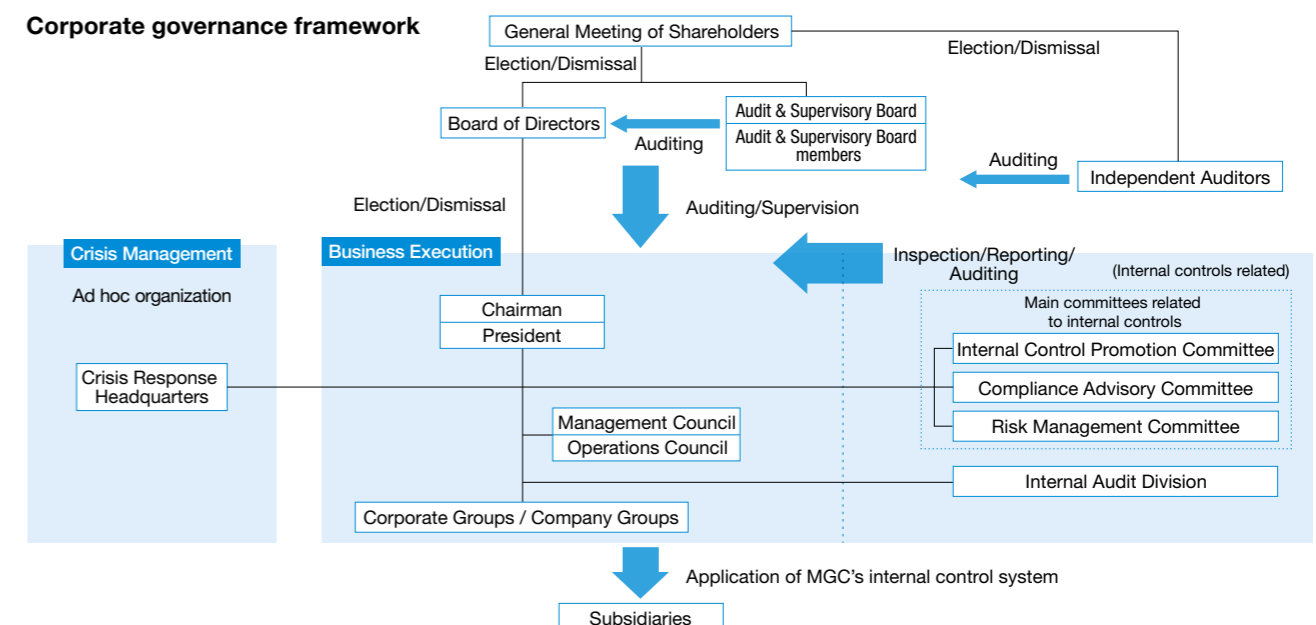 Corporate governance framework
General Meeting of Shareholders
Election/Dismissal
Election/Dismissal
Board of Directors
Auditing
Audit & Supervisory Board
Audit & Supervisory Board
members
Auditing
Independent Auditors
Election/Dismissal
Auditing/Supervision
Crisis Management
Ad hoc organization
Crisis Response
Headquarters
Business Execution
Inspection/Reporting/
Auditing
(Internal controls related)
Chairman
President
Main committees related
to internal controls
Internal Control Promotion Committee
Compliance Advisory Committee
Risk Management Committee
Management Council
Operations Council
Internal Audit Division
Corporate Groups / Company Groups
Application of MGC's internal control system
Subsidiaries